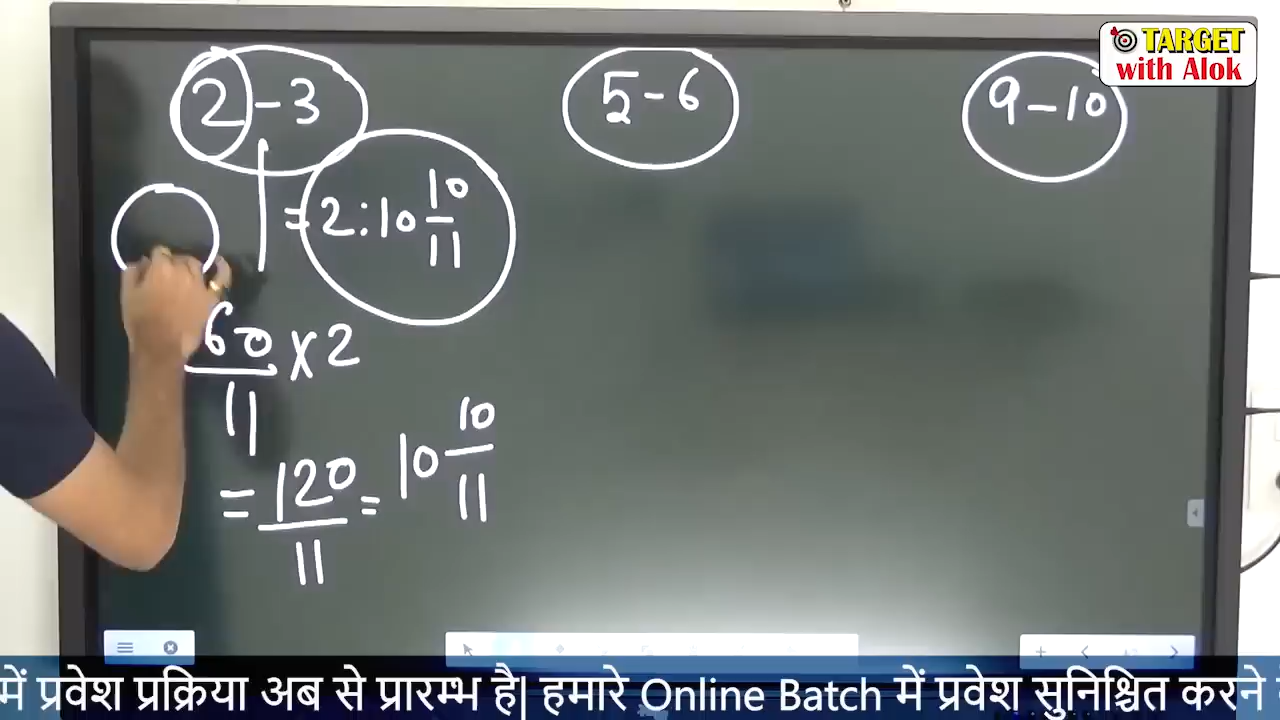 TARGET
with Alok
2 - 3
5 - 6
9 - 10
= 2:10 10/11
60/11 × 2
= 120/11 = 10 10/11
में प्रवेश प्रक्रिया अब से प्रारम्भ है| हमारे Online Batch में प्रवेश सुनिश्चित करने